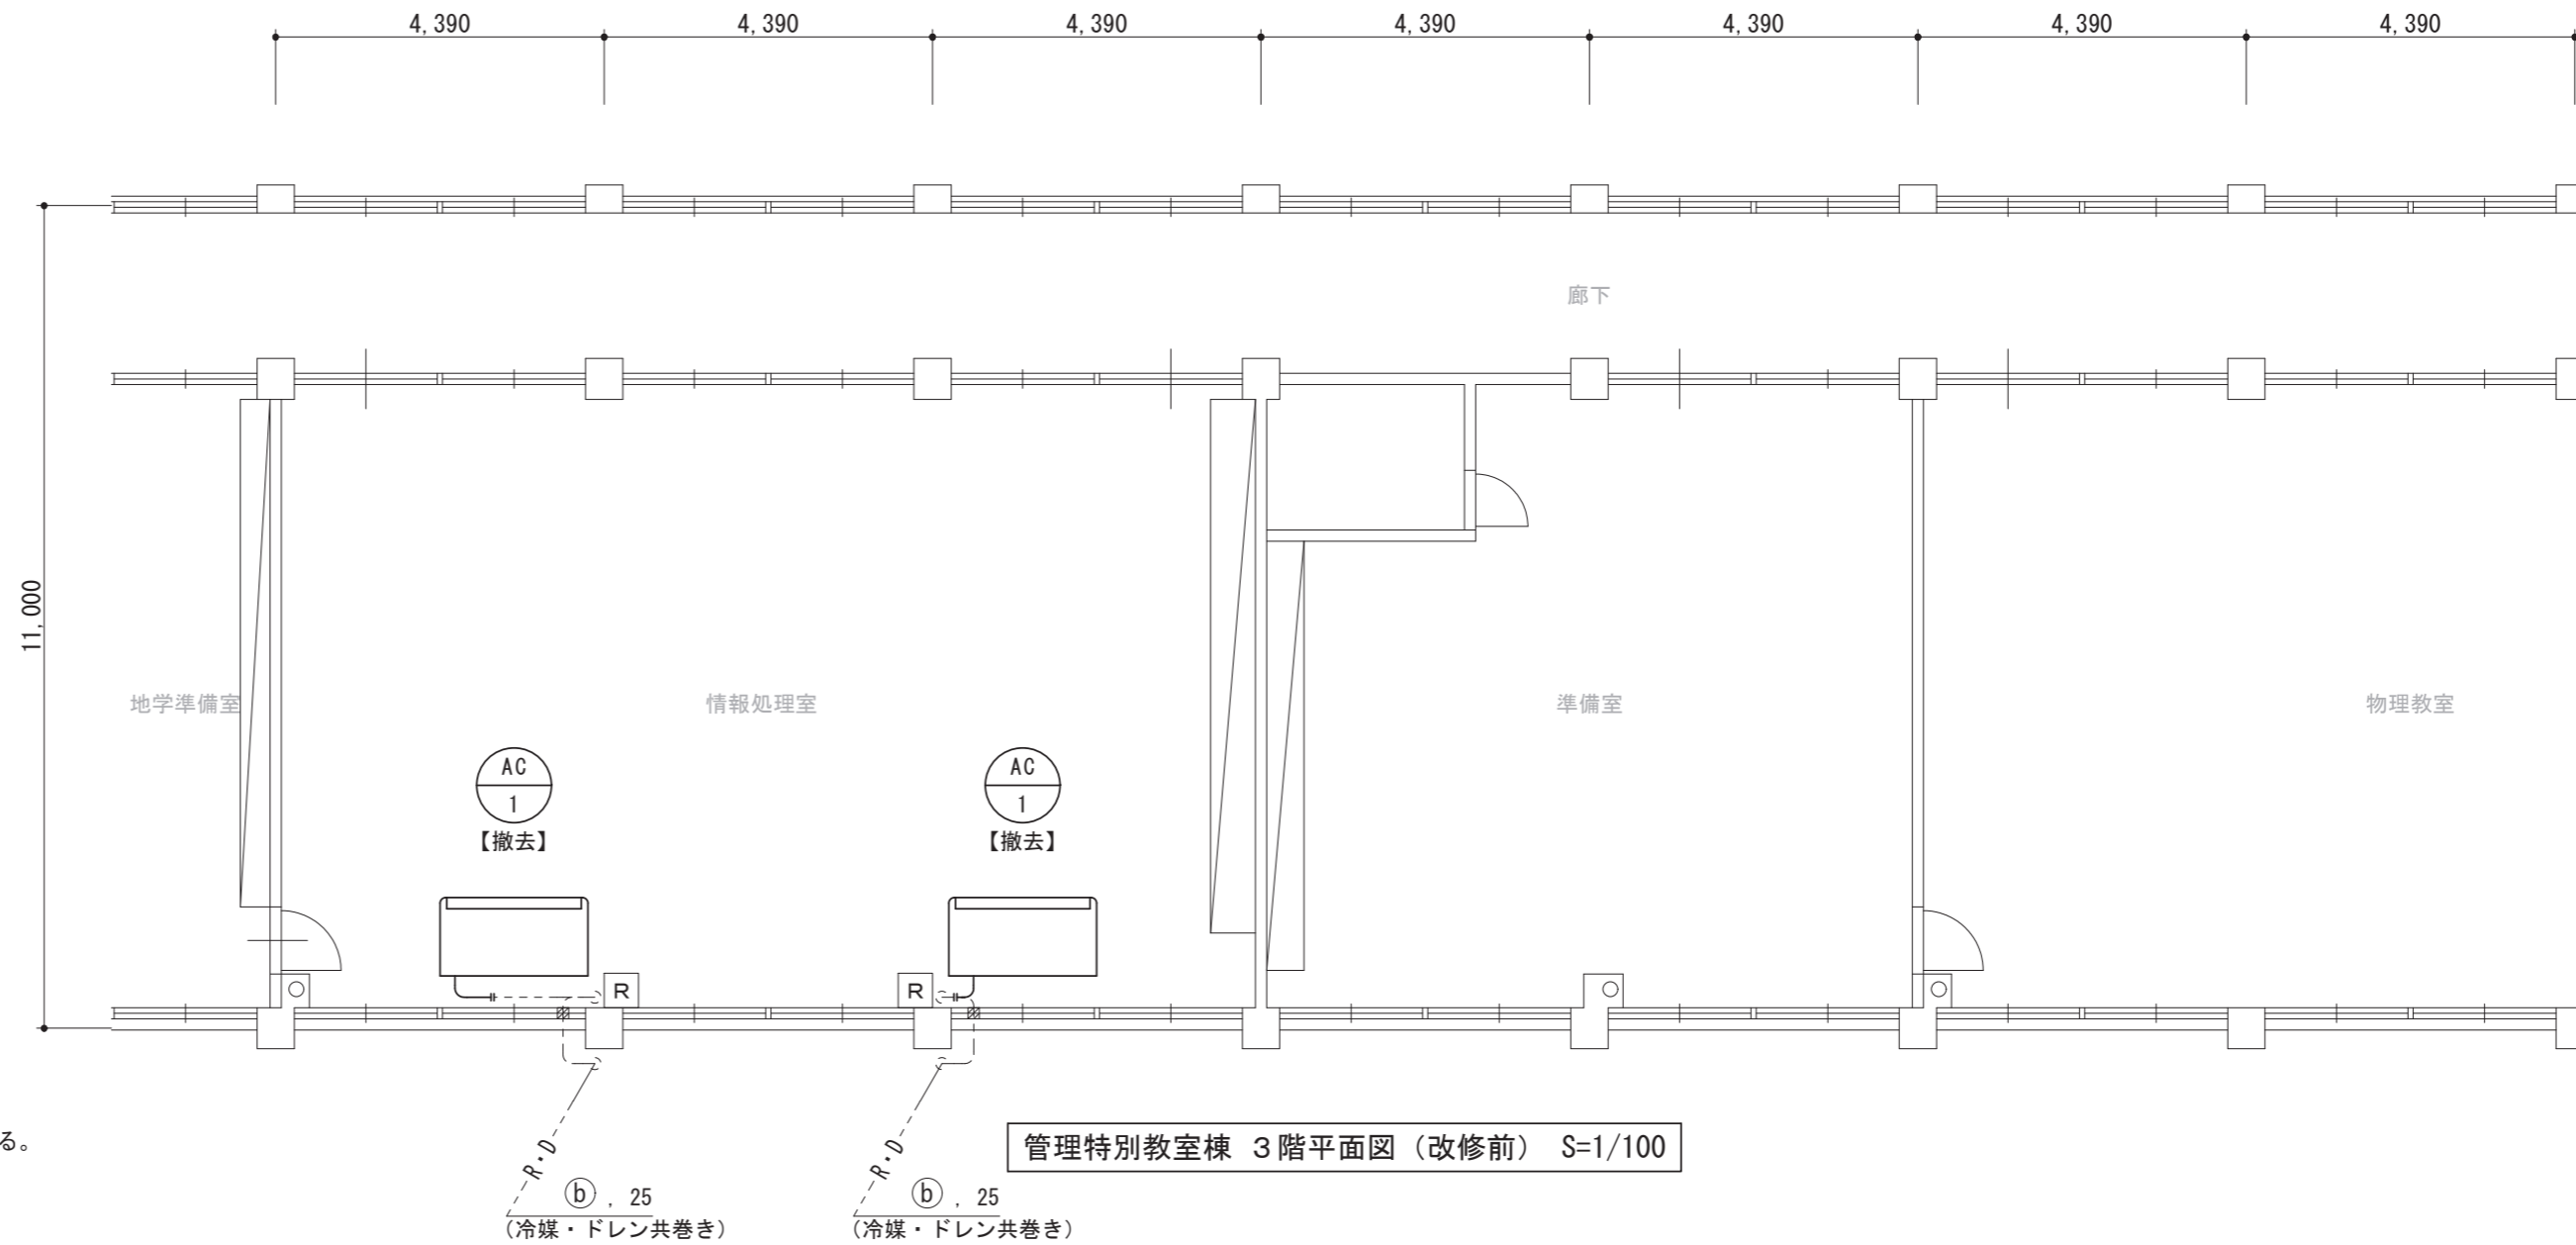 4,390 4,390 4,390 4,390 4,390 4,390 4,390
廊下
11,000
地学準備室 情報処理室 準備室 物理教室
AC AC
1 1
【撤去】 【撤去】
R R
る。
R・D R・D
管理特別教室棟 3階平面図(改修前) S=1/100
ⓑ , 25 ⓑ , 25
(冷媒・ドレン共巻き) (冷媒・ドレン共巻き)